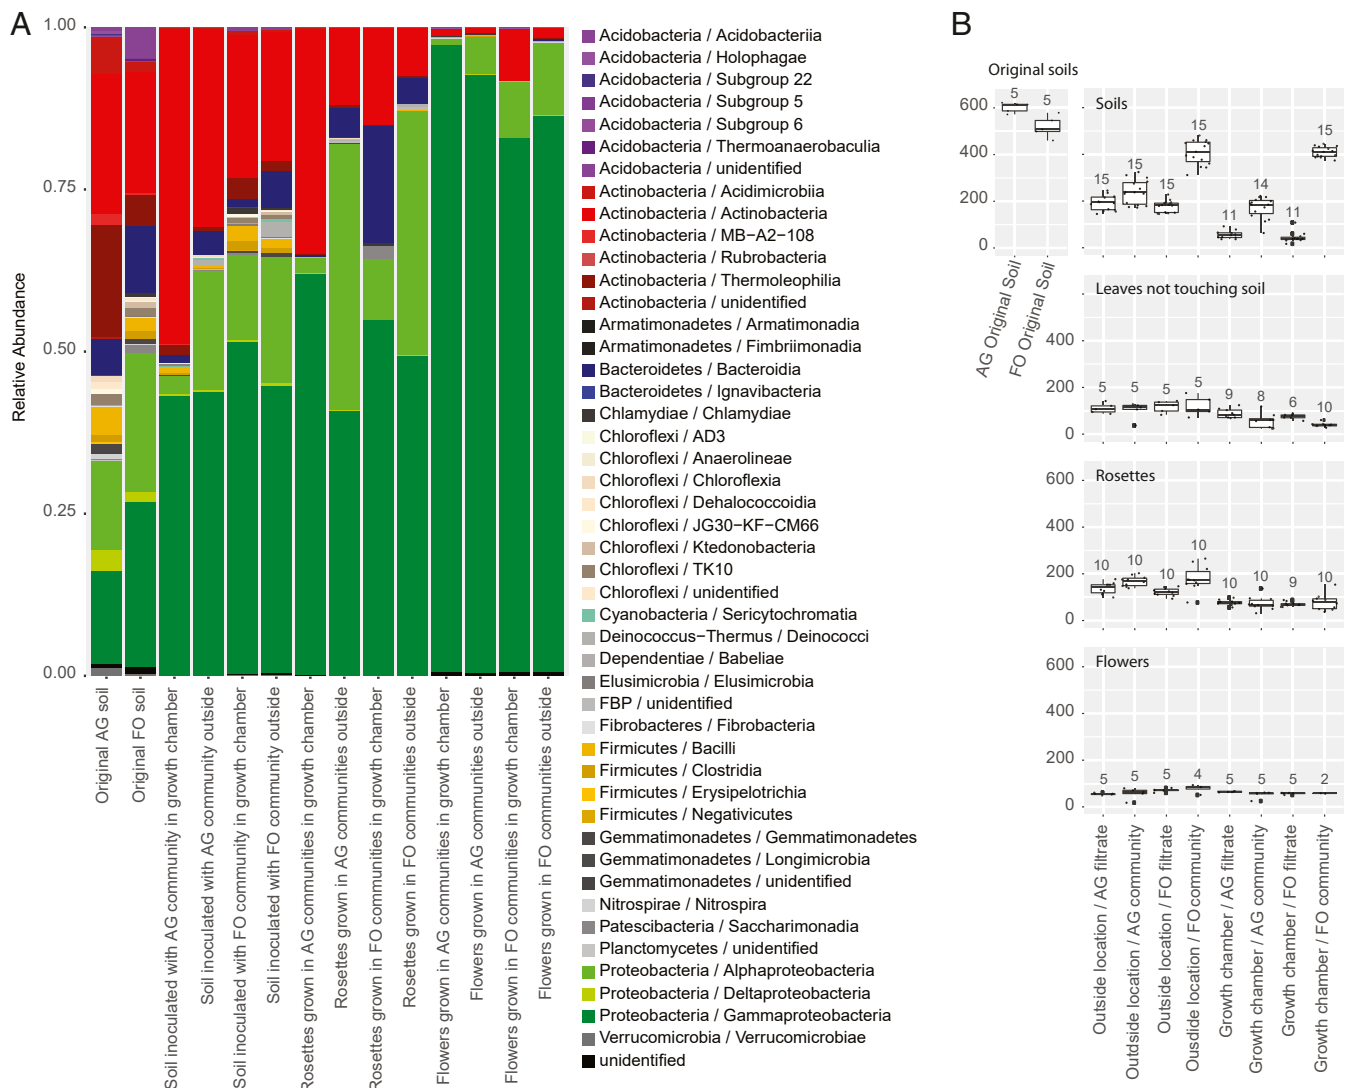 A
1.00
0.75
0.50
0.25
0.00
Relative Abundance
Original AG soil
Original FO soil
Soil inoculated with AG community in growth chamber
Soil inoculated with AG community outside
Soil inoculated with FO community in growth chamber
Soil inoculated with FO community outside
Rosettes grown in AG communities in growth chamber
Rosettes grown in AG communities outside
Rosettes grown in FO communities in growth chamber
Rosettes grown in FO communities outside
Flowers grown in AG communities in growth chamber
Flowers grown in AG communities outside
Flowers grown in FO communities in growth chamber
Flowers grown in FO communities outside
Acidobacteria / Acidobacteriia
Acidobacteria / Holophagae
Acidobacteria / Subgroup 22
Acidobacteria / Subgroup 5
Acidobacteria / Subgroup 6
Acidobacteria / Thermoanaerobaculia
Acidobacteria / unidentified
Actinobacteria / Acidimicrobiia
Actinobacteria / Actinobacteria
Actinobacteria / MB−A2−108
Actinobacteria / Rubrobacteria
Actinobacteria / Thermoleophilia
Actinobacteria / unidentified
Armatimonadetes / Armatimonadia
Armatimonadetes / Fimbriimonadia
Bacteroidetes / Bacteroidia
Bacteroidetes / Ignavibacteria
Chlamydiae / Chlamydiae
Chloroflexi / AD3
Chloroflexi / Anaerolineae
Chloroflexi / Chloroflexia
Chloroflexi / Dehalococcoidia
Chloroflexi / JG30−KF−CM66
Chloroflexi / Ktedonobacteria
Chloroflexi / TK10
Chloroflexi / unidentified
Cyanobacteria / Sericytochromatia
Deinococcus−Thermus / Deinococci
Dependentiae / Babeliae
Elusimicrobia / Elusimicrobia
FBP / unidentified
Fibrobacteres / Fibrobacteria
Firmicutes / Bacilli
Firmicutes / Clostridia
Firmicutes / Erysipelotrichia
Firmicutes / Negativicutes
Gemmatimonadetes / Gemmatimonadetes
Gemmatimonadetes / Longimicrobia
Gemmatimonadetes / unidentified
Nitrospirae / Nitrospira
Patescibacteria / Saccharimonadia
Planctomycetes / unidentified
Proteobacteria / Alphaproteobacteria
Proteobacteria / Deltaproteobacteria
Proteobacteria / Gammaproteobacteria
Verrucomicrobia / Verrucomicrobiae
unidentified
B
Original soils
5 5
600
400
200
0
AG Original Soil
FO Original Soil
Soils
15 15 15 15 11 14 11 15
Leaves not touching soil
400
200
0
5 5 5 5 9 8 6 10
Rosettes
600
400
200
0
10 10 10 10 10 10 9 10
Flowers
600
400
200
0
5 5 5 4 5 5 5 2
Outside location / AG filtrate
Outdside location / AG community
Outside location / FO filtrate
Ousdide location / FO community
Growth chamber / AG filtrate
Growth chamber / AG community
Growth chamber / FO filtrate
Growth chamber / FO community